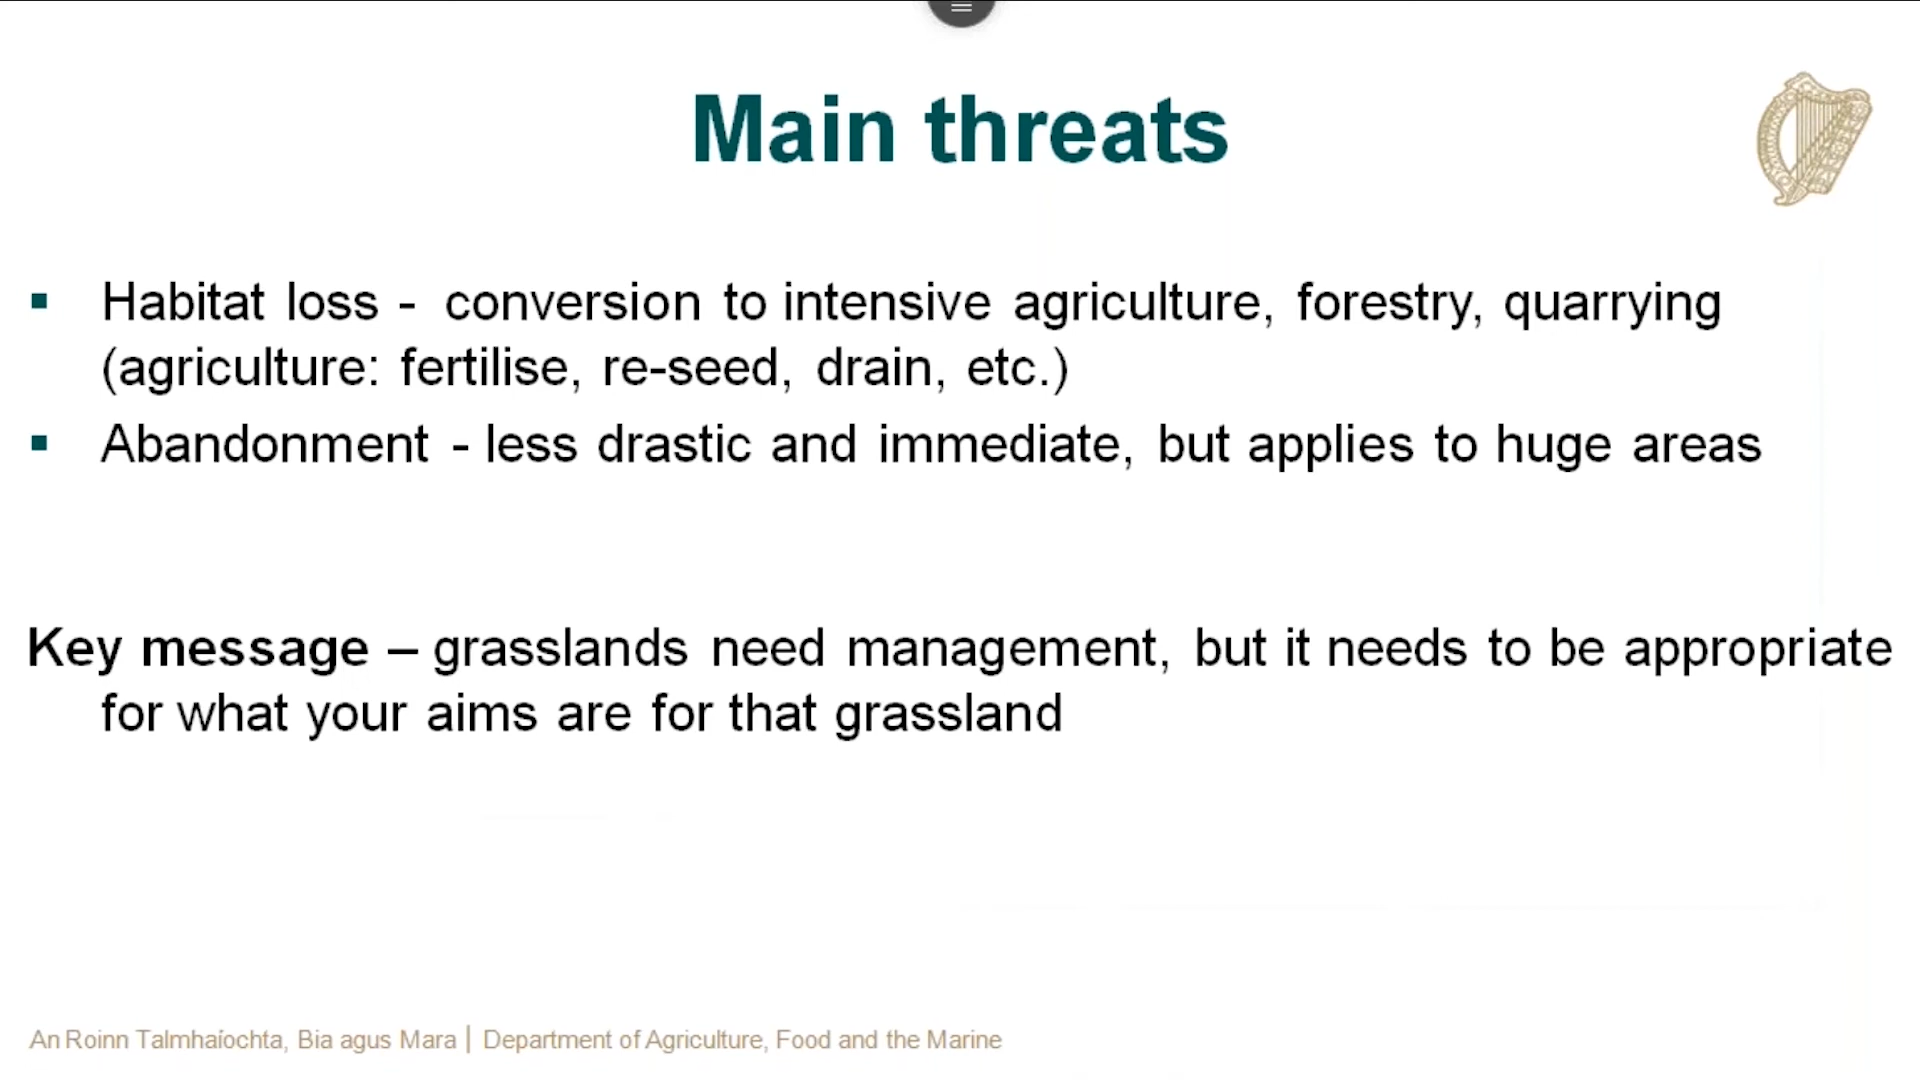 Main threats
▪ Habitat loss - conversion to intensive agriculture, forestry, quarrying
(agriculture: fertilise, re-seed, drain, etc.)
▪ Abandonment - less drastic and immediate, but applies to huge areas
Key message – grasslands need management, but it needs to be appropriate
for what your aims are for that grassland
An Roinn Talmhaíochta, Bia agus Mara | Department of Agriculture, Food and the Marine